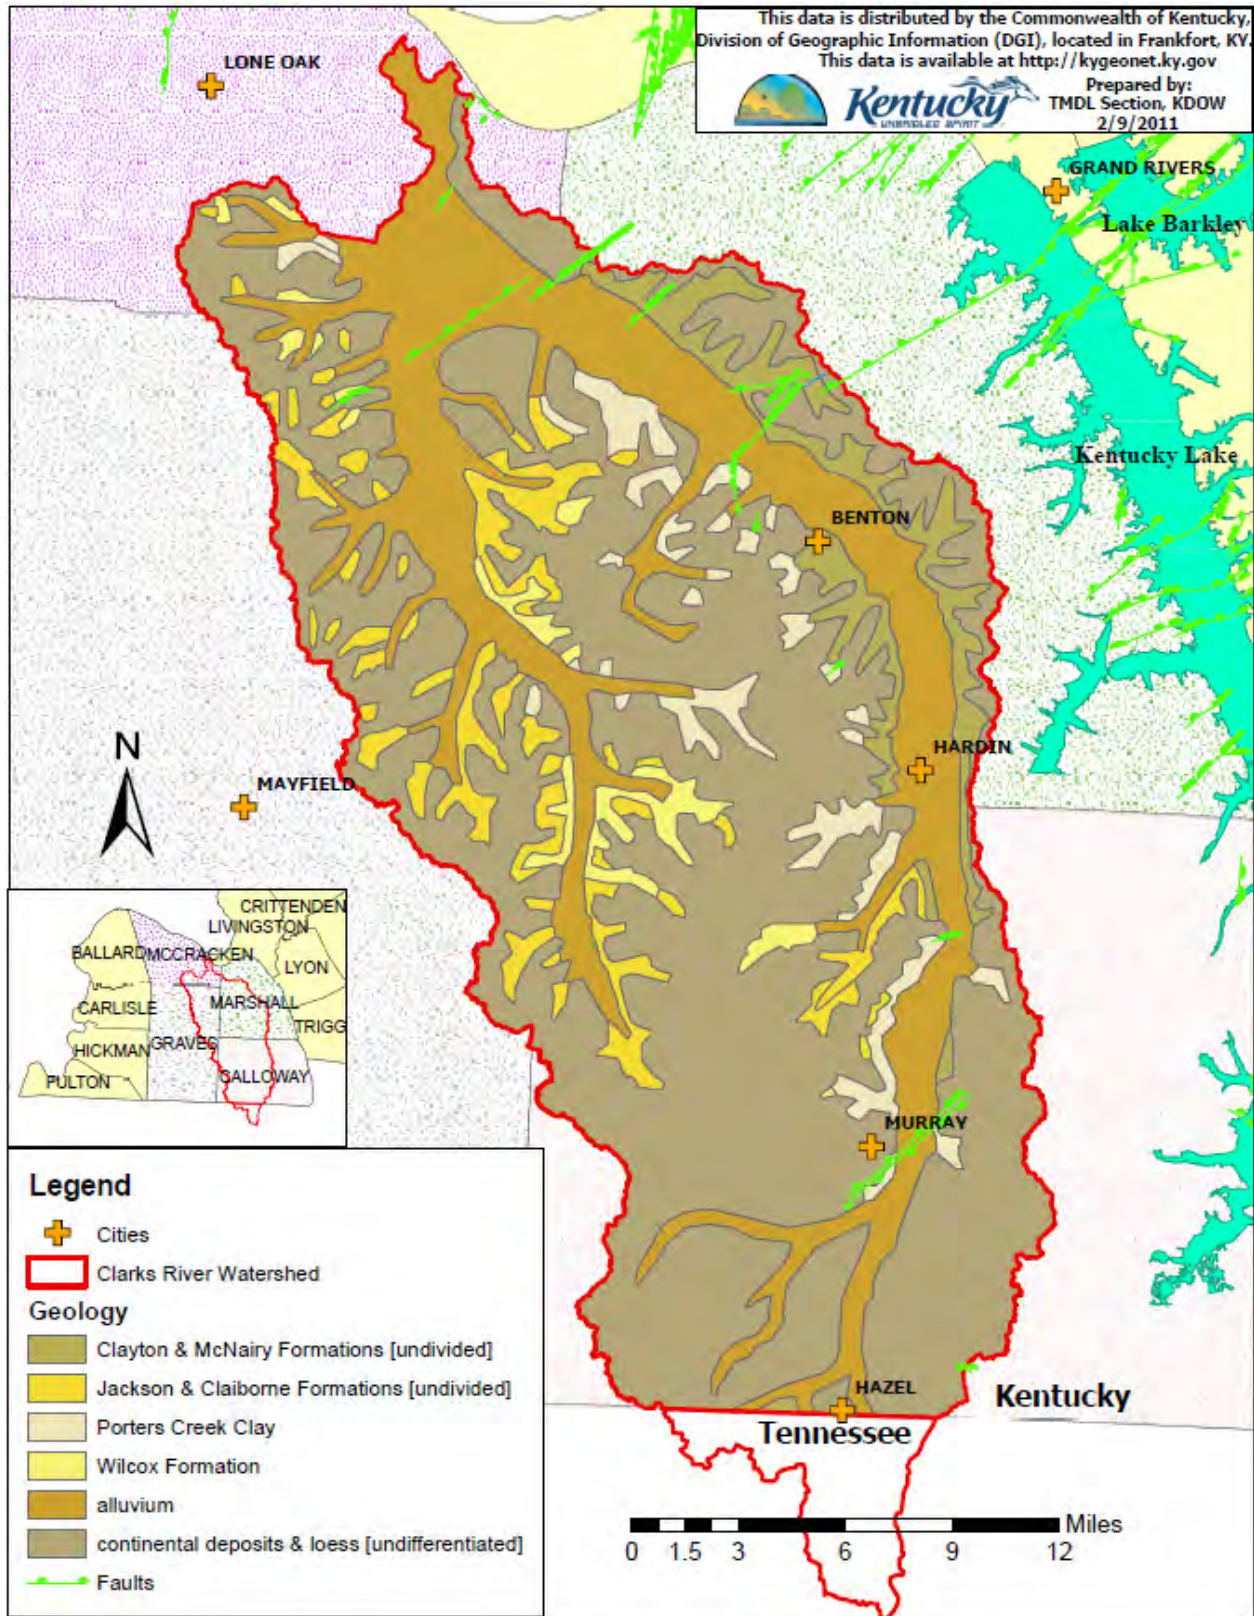 This data is distributed by the Commonwealth of Kentucky,
Division of Geographic Information (DGI), located in Frankfort, KY.
This data is available at http://kygeonet.ky.gov
Prepared by:
TMDL Section, KDOW
2/9/2011
Kentucky
UNBRIDLED SPIRIT
LONE OAK
GRAND RIVERS
Lake Barkley
Kentucky Lake
BENTON
HARDIN
N
MAYFIELD
MURRAY
HAZEL
Kentucky
Tennessee
CRITTENDEN
LIVINGSTON
BALLARD
MCCRACKEN
LYON
CARLISLE
MARSHALL
TRIGG
HICKMAN
GRAVES
FULTON
CALLOWAY
Legend
Cities
Clarks River Watershed
Geology
Clayton & McNairy Formations [undivided]
Jackson & Claiborne Formations [undivided]
Porters Creek Clay
Wilcox Formation
alluvium
continental deposits & loess [undifferentiated]
Faults
Miles
0 1.5 3 6 9 12